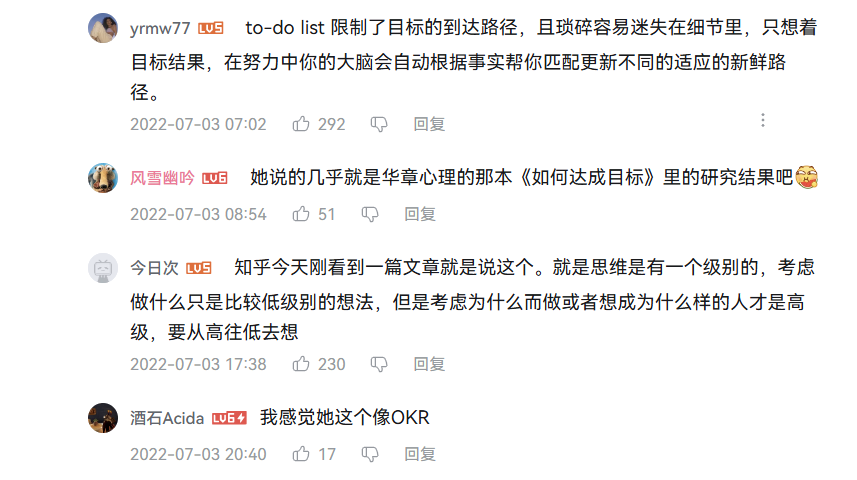 yrmw77 LV5 to-do list 限制了目标的到达路径，且琐碎容易迷失在细节里，只想着
目标结果，在努力中你的大脑会自动根据事实帮你匹配更新不同的适应的新鲜路
径。
2022-07-03 07:02 292 回复
风雪幽吟 LV6 她说的几乎就是华章心理的那本《如何达成目标》里的研究结果吧
2022-07-03 08:54 51 回复
今日次 LV5 知乎今天刚看到一篇文章就是说这个。就是思维是有一个级别的，考虑
做什么只是比较低级别的想法，但是考虑为什么而做或者想成为什么样的人才是高
级，要从高往低去想
2022-07-03 17:38 230 回复
酒石Acida LV6 我感觉她这个像OKR
2022-07-03 20:40 17 回复